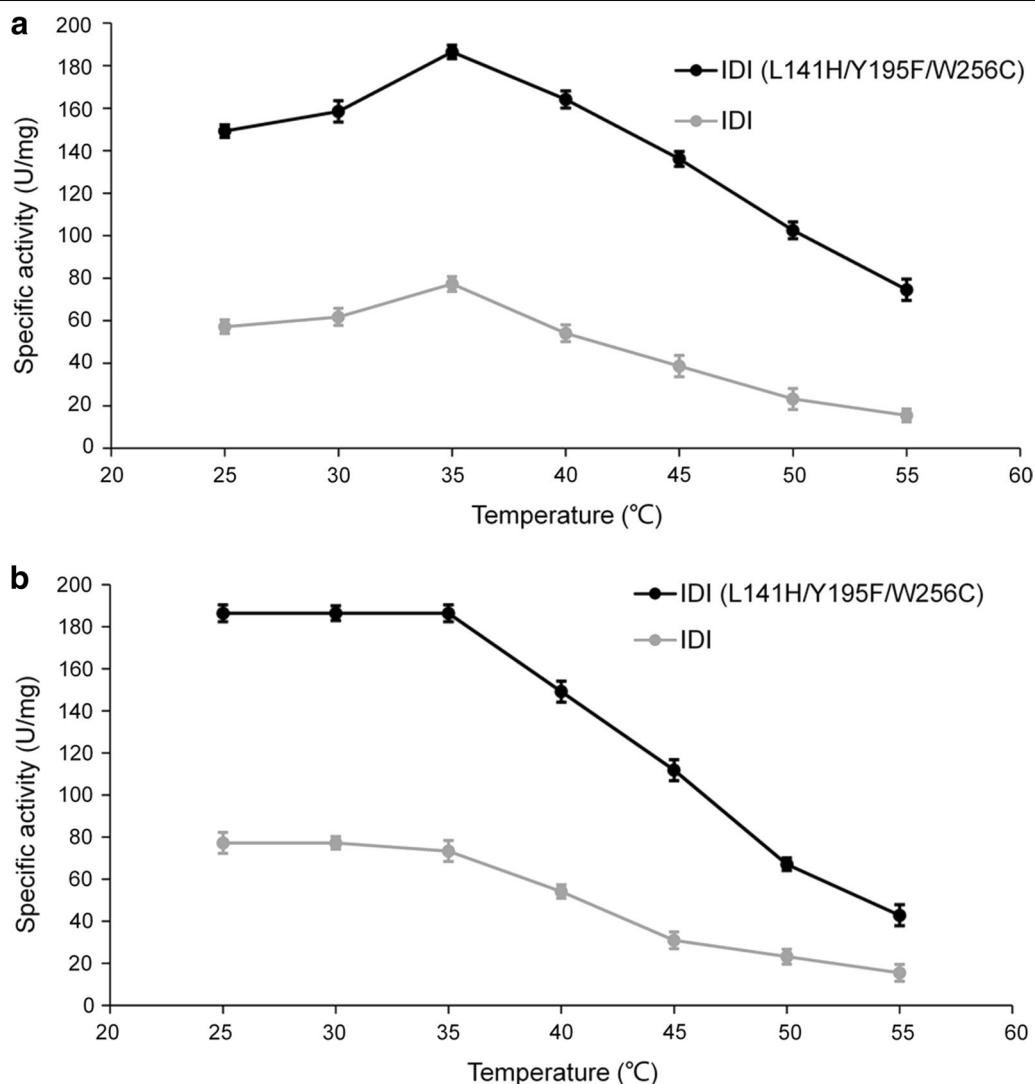 a
200
180
160
140
120
100
80
60
40
20
0
Specific activity (U/mg)
IDI (L141H/Y195F/W256C)
IDI
20 25 30 35 40 45 50 55 60
Temperature (℃)
b
200
180
160
140
120
100
80
60
40
20
0
Specific activity (U/mg)
IDI (L141H/Y195F/W256C)
IDI
20 25 30 35 40 45 50 55 60
Temperature (℃)